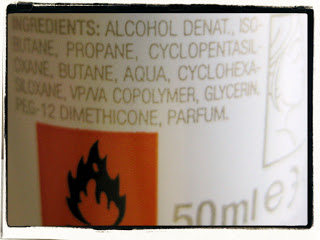 INGREDIENTS: ALCOHOL DENAT., ISO-
BUTANE, PROPANE, CYCLOPENTASIL-
OXANE, BUTANE, AQUA, CYCLOHEXA-
SILOXANE, VP/VA COPOLYMER, GLYCERIN,
PEG-12 DIMETHICONE, PARFUM.
50ml e